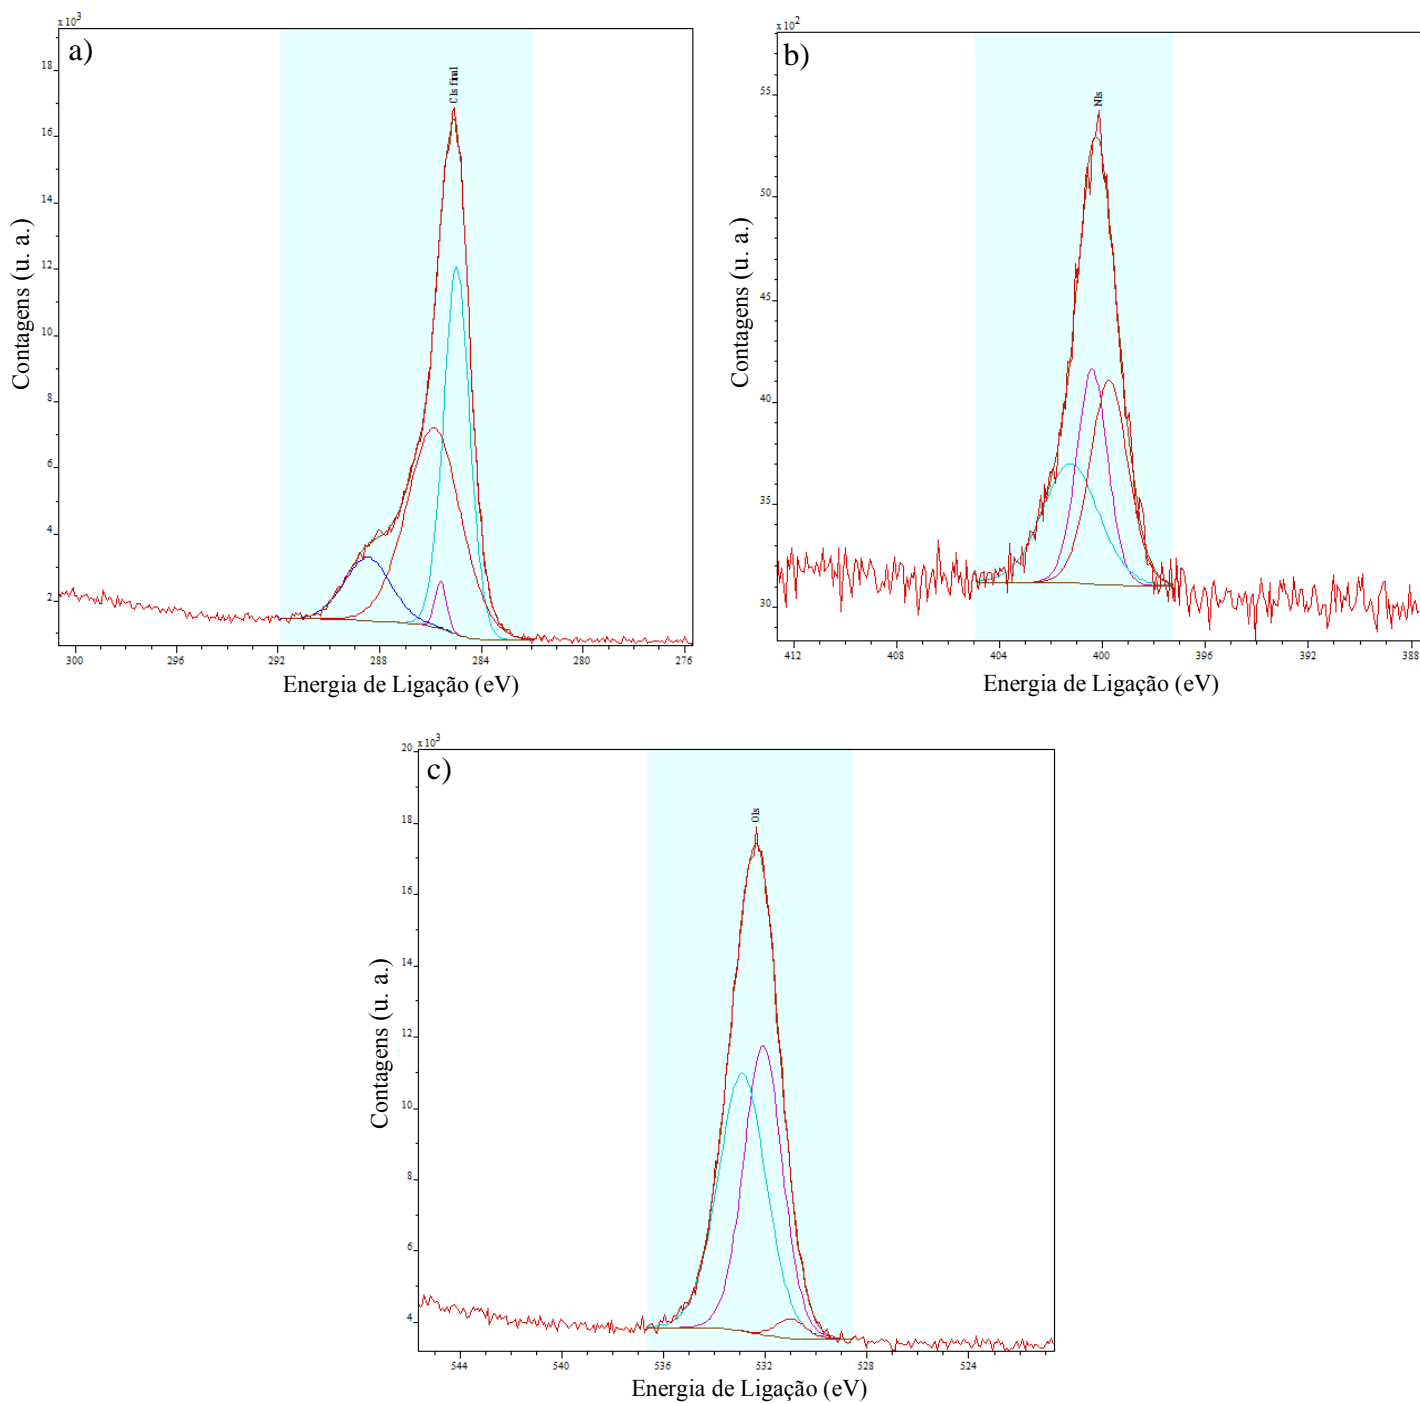 x 10³
a)
C1s final
18
16
14
12
10
8
6
4
2
Contagens (u. a.)
300 296 292 288 284 280 276
Energia de Ligação (eV)
x 10²
b)
N1s
55
50
45
40
35
30
Contagens (u. a.)
412 408 404 400 396 392 388
Energia de Ligação (eV)
20 x 10³
c)
O1s
18
16
14
12
10
8
6
4
Contagens (u. a.)
544 540 536 532 528 524
Energia de Ligação (eV)